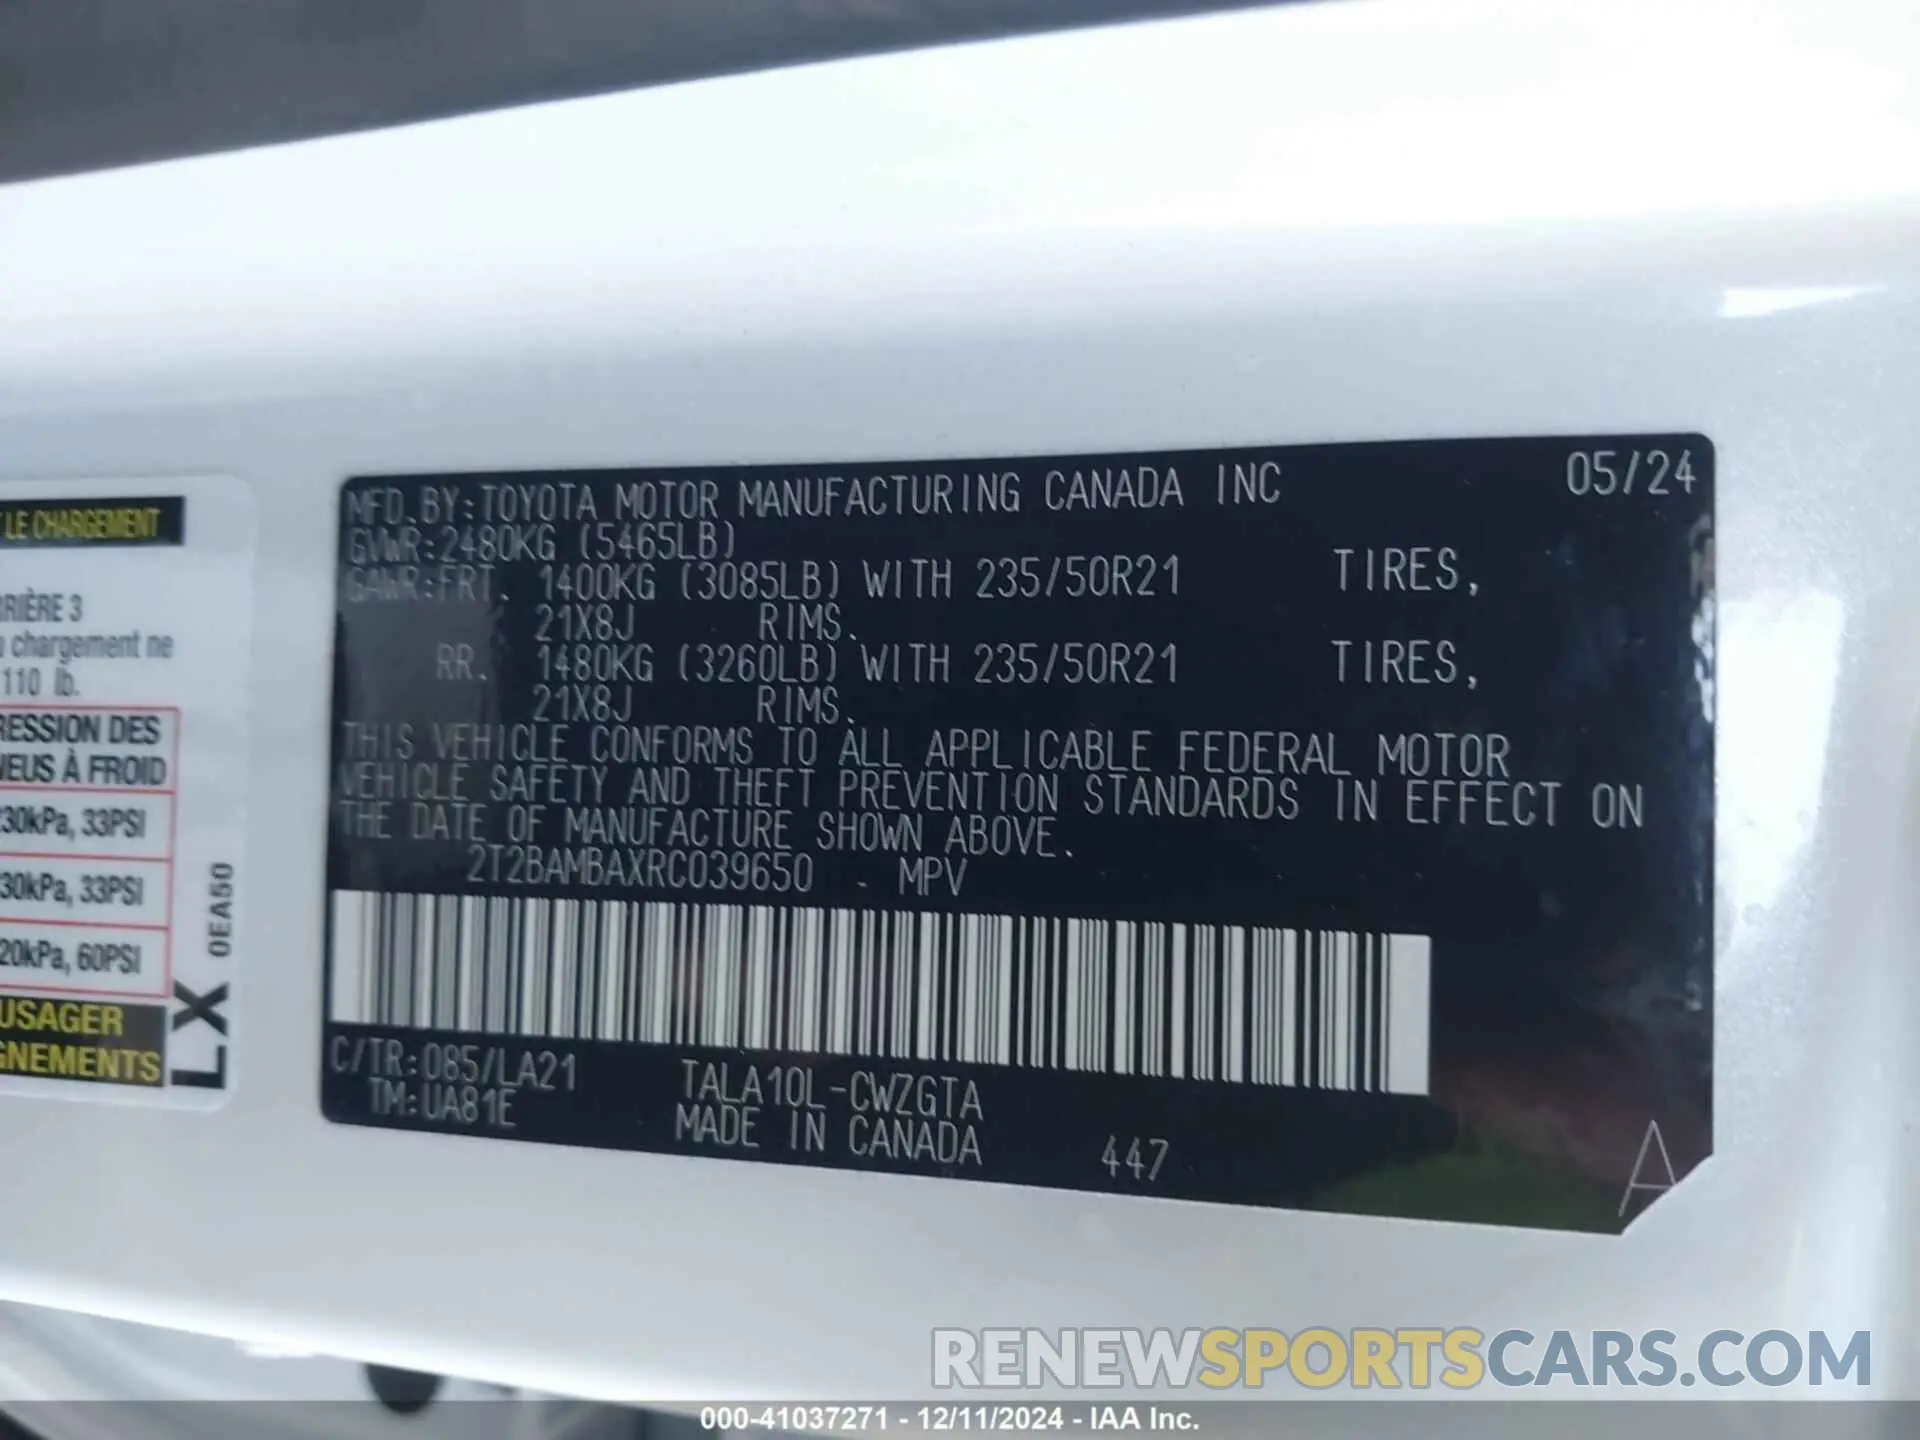 LE CHARGEMENT
chargement ne
110 lb.
RESSION DES
NEUS À FROID
30kPa, 33PSI
30kPa, 33PSI
20kPa, 60PSI
USAGER
GNEMENTS
LX 0EA50
MFD.BY:TOYOTA MOTOR MANUFACTURING CANADA INC 05/24
GVWR:2480KG (5465LB)
GAWR:FRT. 1400KG (3085LB) WITH 235/50R21 TIRES,
21X8J RIMS.
RR. 1480KG (3260LB) WITH 235/50R21 TIRES,
21X8J RIMS.
THIS VEHICLE CONFORMS TO ALL APPLICABLE FEDERAL MOTOR
VEHICLE SAFETY AND THEFT PREVENTION STANDARDS IN EFFECT ON
THE DATE OF MANUFACTURE SHOWN ABOVE.
2T2BAMBAXRC039650 MPV
C/TR:085/LA21 TALA10L-CWZGTA
TM:UA81E MADE IN CANADA 447
A
RENEWSPORTSCARS.COM
000-41037271 - 12/11/2024 - IAA Inc.